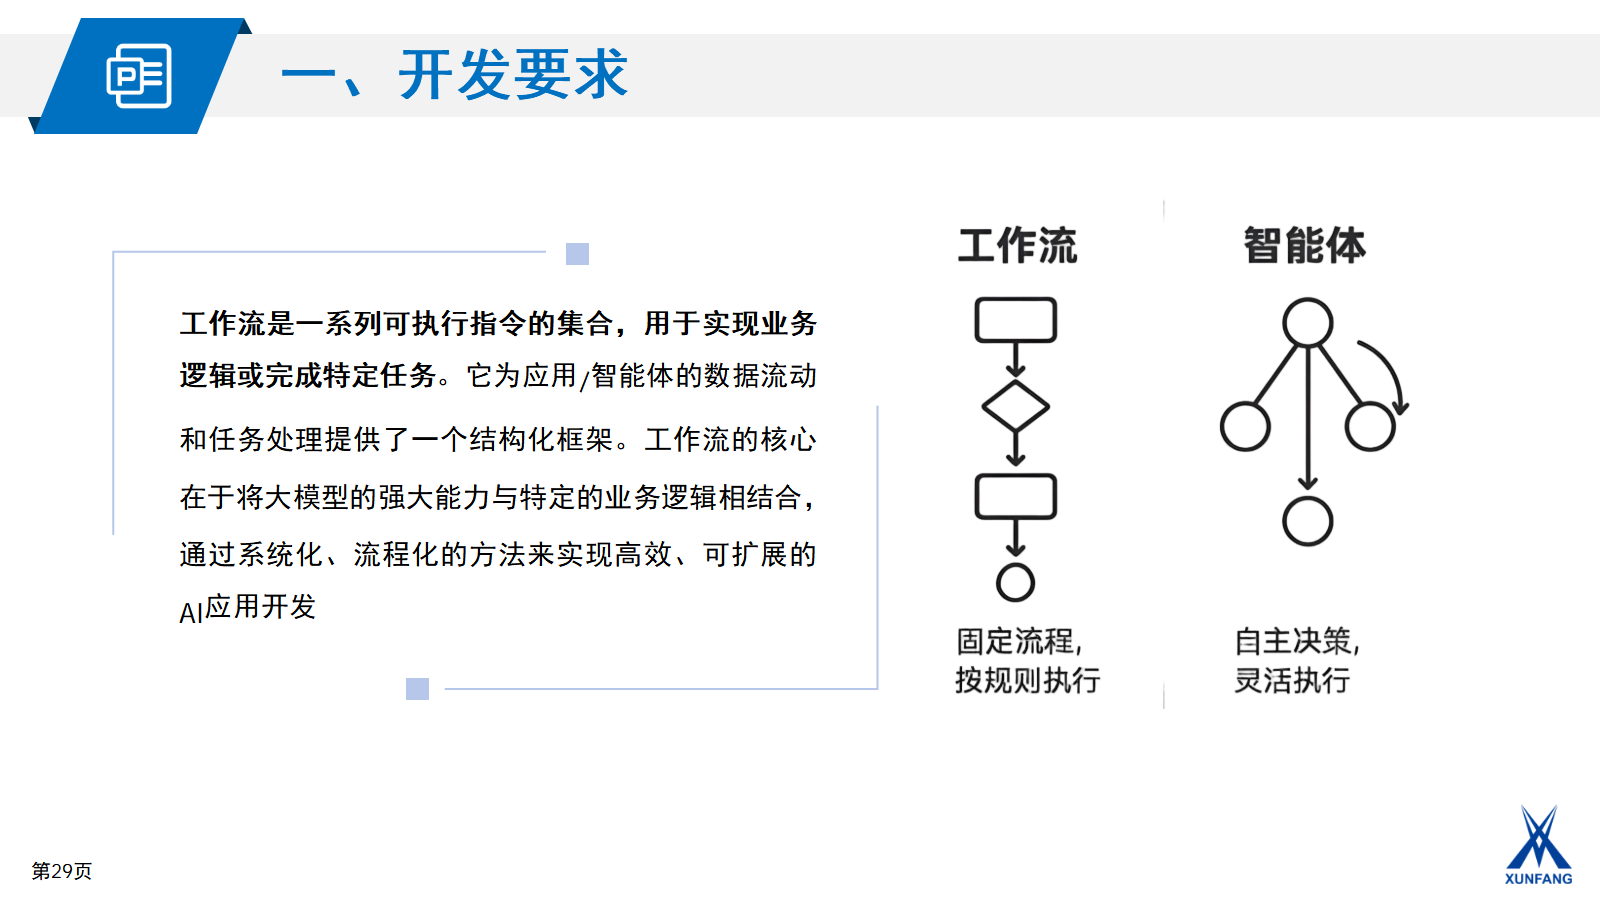 一、开发要求
工作流是一系列可执行指令的集合，用于实现业务
逻辑或完成特定任务。它为应用/智能体的数据流动
和任务处理提供了一个结构化框架。工作流的核心
在于将大模型的强大能力与特定的业务逻辑相结合，
通过系统化、流程化的方法来实现高效、可扩展的
AI应用开发
工作流
固定流程，
按规则执行
智能体
自主决策，
灵活执行
第29页
XUNFANG